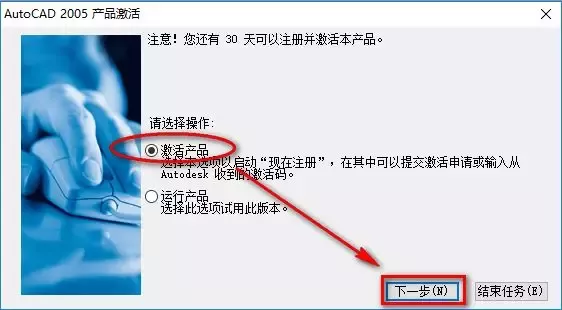 AutoCAD 2005 产品激活
注意！您还有 30 天可以注册并激活本产品。
请选择操作:
激活产品
选择本选项以启动“现在注册”，在其中可以提交激活申请或输入从
Autodesk 收到的激活码。
运行产品
选择此选项试用此版本。
下一步(N)
结束任务(E)